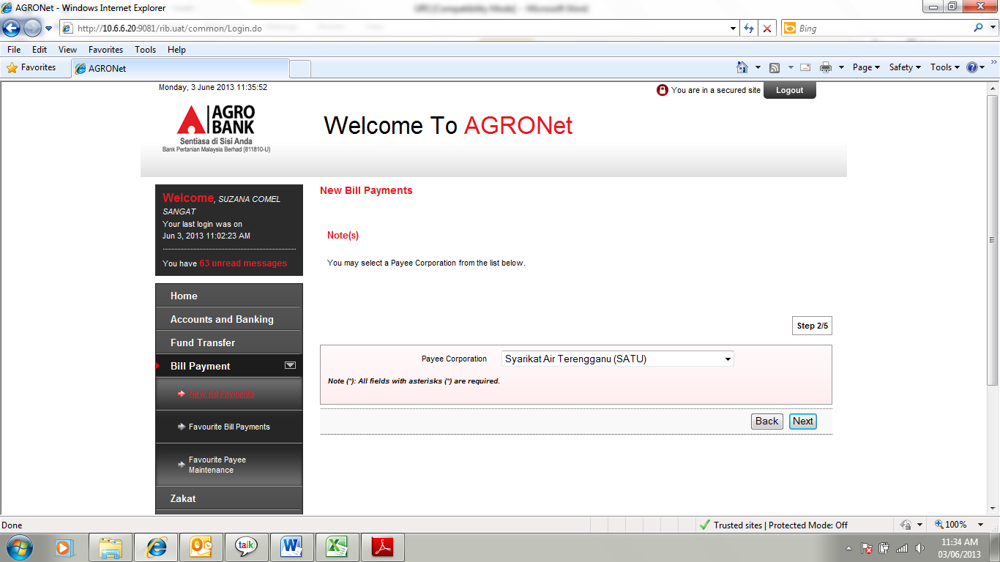 AGRONet - Windows Internet Explorer
http://10.6.6.20:9081/rib.uat/common/Login.do
Bing
File Edit View Favorites Tools Help
Favorites
AGRONet
Page Safety Tools
Monday, 3 June 2013 11:35:52
You are in a secured site
Logout
AGRO
BANK
Sentiasa di Sisi Anda
Bank Pertanian Malaysia Berhad (811810-U)
Welcome To AGRONet
Welcome, SUZANA COMEL
SANGAT
Your last login was on
Jun 3, 2013 11:02:23 AM
You have 63 unread messages
Home
Accounts and Banking
Fund Transfer
Bill Payment
New Bill Payments
Favourite Bill Payments
Favourite Payee
Maintenance
Zakat
New Bill Payments
Note(s)
You may select a Payee Corporation from the list below.
Step 2/5
Payee Corporation
Syarikat Air Terengganu (SATU)
Note (*): All fields with asterisks (*) are required.
Back
Next
Done
Trusted sites | Protected Mode: Off
100%
talk
11:34 AM
03/06/2013